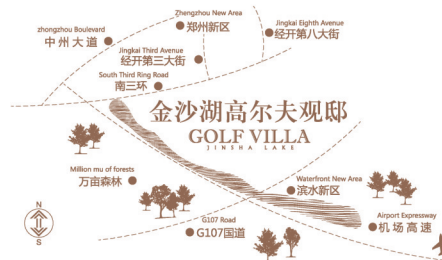 Zhengzhou New Area
郑州新区
zhongzhou Boulevard
中州大道
Jingkai Eighth Avenue
经开第八大街
Jingkai Third Avenue
经开第三大街
South Third Ring Road
南三环
金沙湖高尔夫观邸
GOLF VILLA
JINSHA LAKE
Million mu of forests
万亩森林
Waterfront New Area
滨水新区
G107 Road
G107国道
Airport Expressway
机场高速
N
S